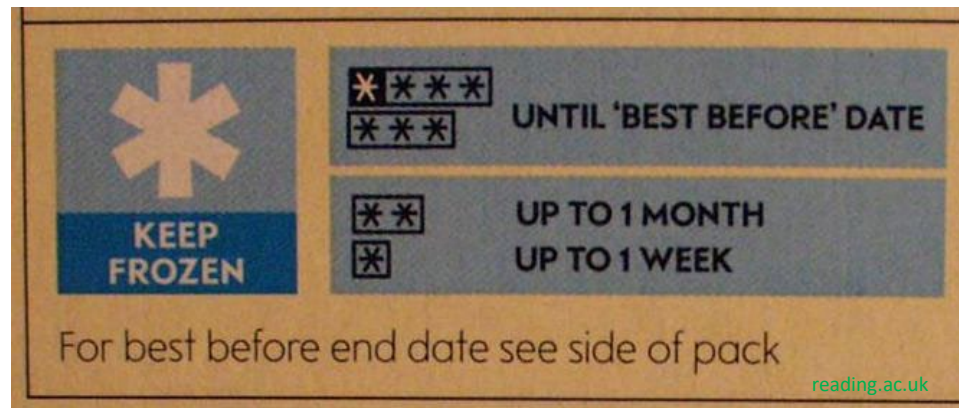 KEEP
FROZEN
**** UNTIL 'BEST BEFORE' DATE
***
** UP TO 1 MONTH
* UP TO 1 WEEK
For best before end date see side of pack
reading.ac.uk